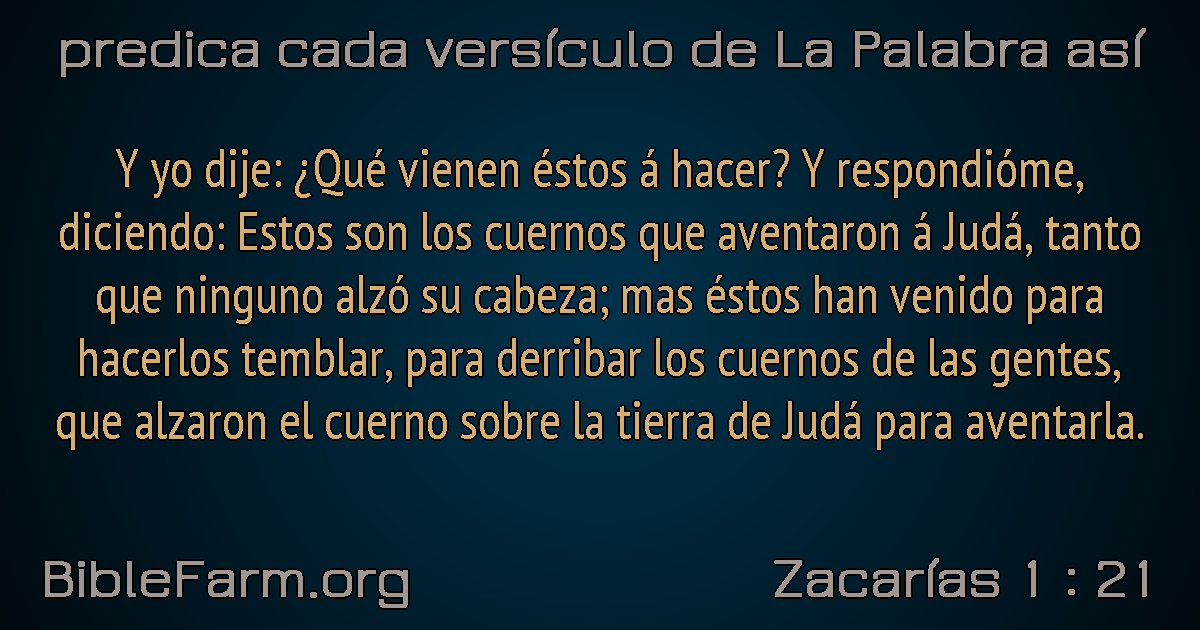 predica cada versículo de La Palabra así
Y yo dije: ¿Qué vienen éstos á hacer? Y respondióme,
diciendo: Estos son los cuernos que aventaron á Judá, tanto
que ninguno alzó su cabeza; mas éstos han venido para
hacerlos temblar, para derribar los cuernos de las gentes,
que alzaron el cuerno sobre la tierra de Judá para aventarla.
BibleFarm.org
Zacarías 1 : 21